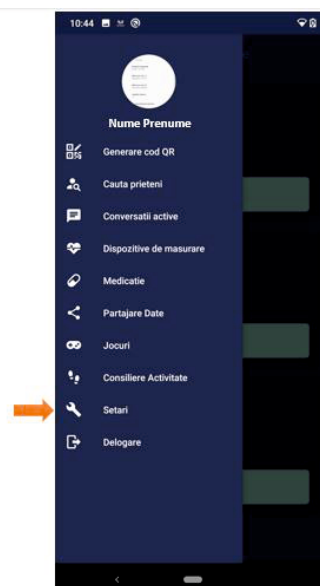 10:44
Nume Prenume
Generare cod QR
Cauta prieteni
Conversatii active
Dispozitive de masurare
Medicatie
Partajare Date
Jocuri
Consiliere Activitate
Setari
Delogare